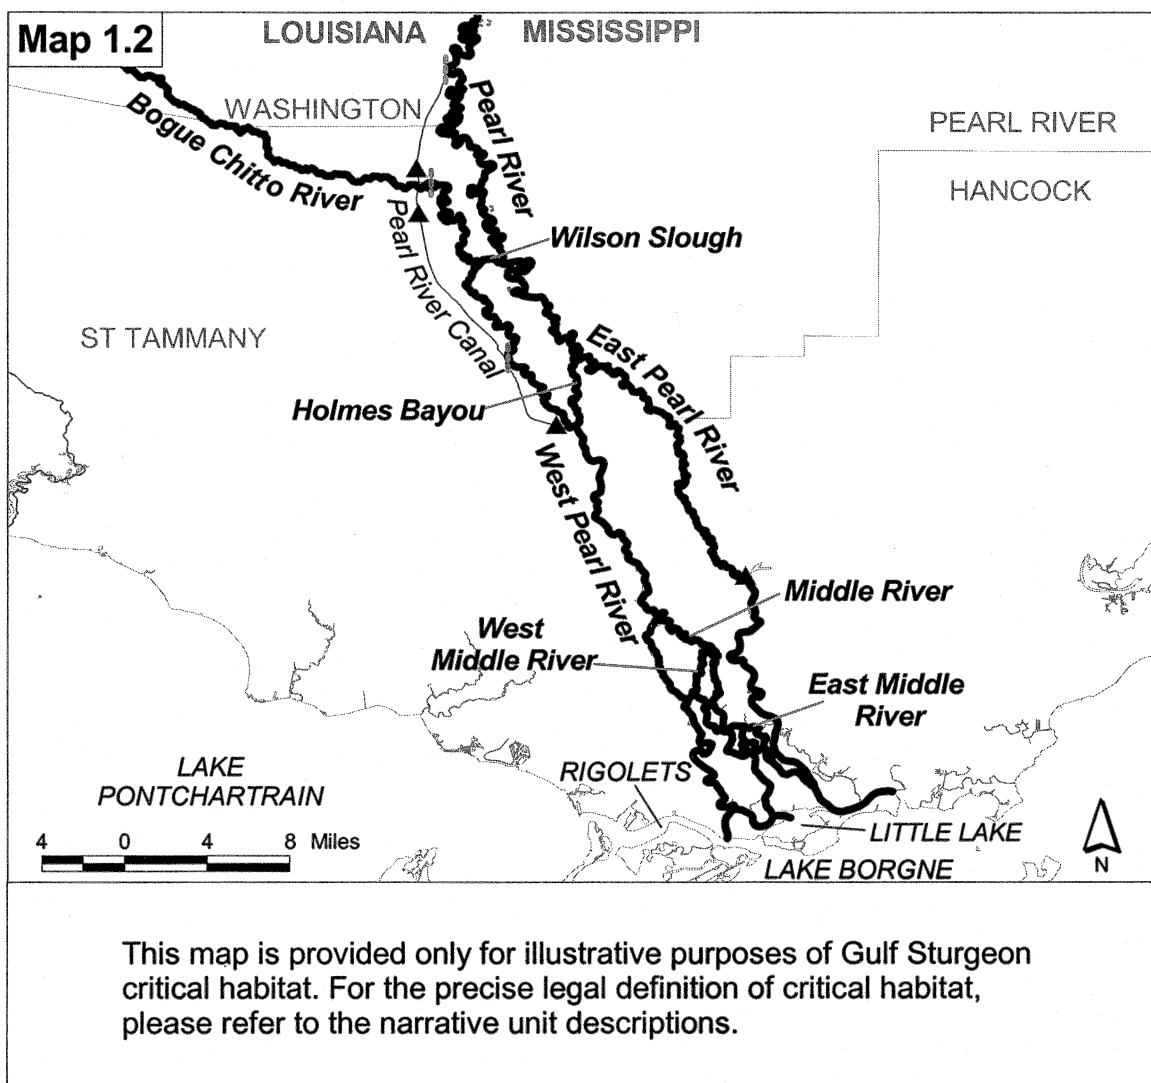 Map 1.2
LOUISIANA
MISSISSIPPI
WASHINGTON
Pearl River
PEARL RIVER
Bogue Chitto River
HANCOCK
Pearl River Canal
Wilson Slough
ST TAMMANY
East Pearl River
Holmes Bayou
West Pearl River
Middle River
West
Middle River
East Middle
River
LAKE
PONTCHARTRAIN
RIGOLETS
LITTLE LAKE
LAKE BORGNE
4 0 4 8 Miles
N
This map is provided only for illustrative purposes of Gulf Sturgeon
critical habitat. For the precise legal definition of critical habitat,
please refer to the narrative unit descriptions.